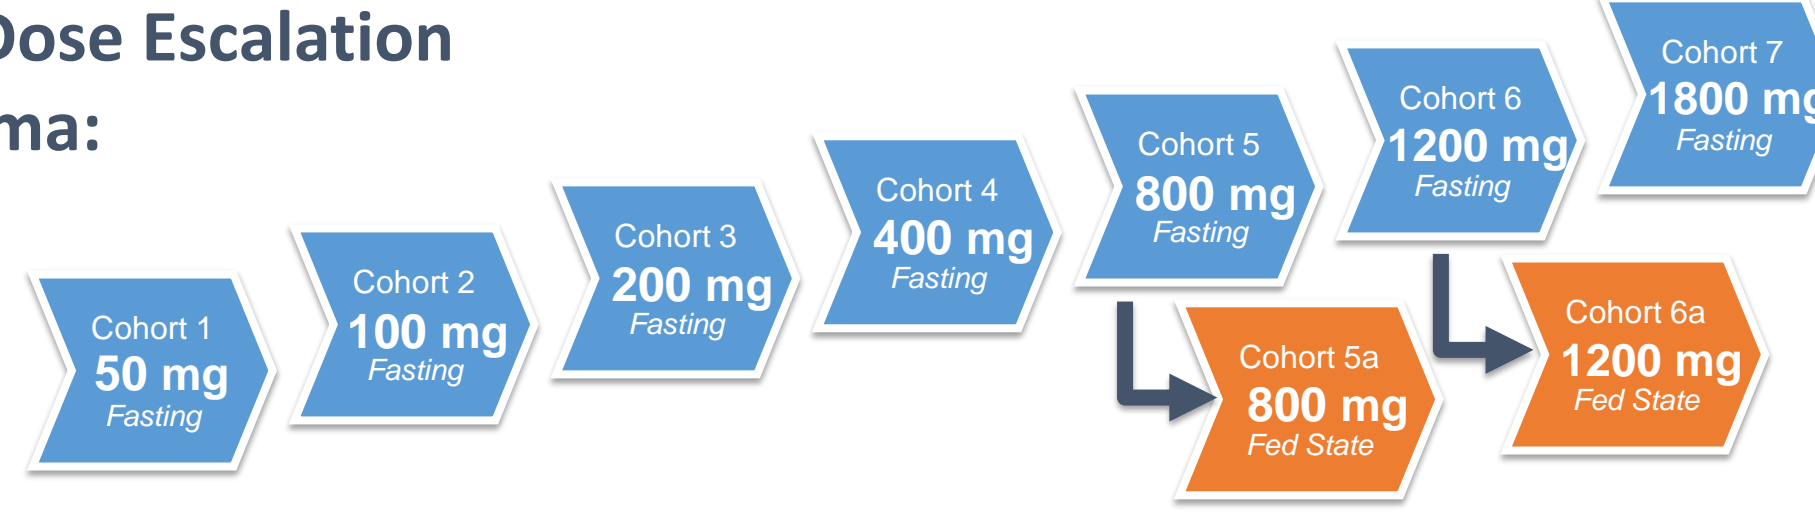 Dose Escalation
ma:
Cohort 1
50 mg
Fasting
Cohort 2
100 mg
Fasting
Cohort 3
200 mg
Fasting
Cohort 4
400 mg
Fasting
Cohort 5
800 mg
Fasting
Cohort 5a
800 mg
Fed State
Cohort 6
1200 mg
Fasting
Cohort 6a
1200 mg
Fed State
Cohort 7
1800 mg
Fasting